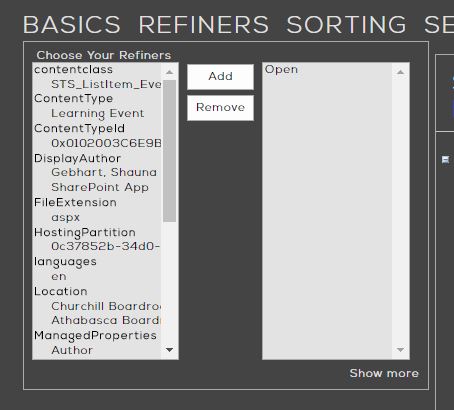 BASICS REFINERS SORTING SE
Choose Your Refiners
contentclass
STS_ListItem_Eve
ContentType
Learning Event
ContentTypeId
0x0102003C6E9B
DisplayAuthor
Gebhart, Shauna
SharePoint App
FileExtension
aspx
HostingPartition
0c37852b-34d0-
languages
en
Location
Churchill Boardroo
Athabasca Board
ManagedProperties
Author
Add
Remove
Open
Show more